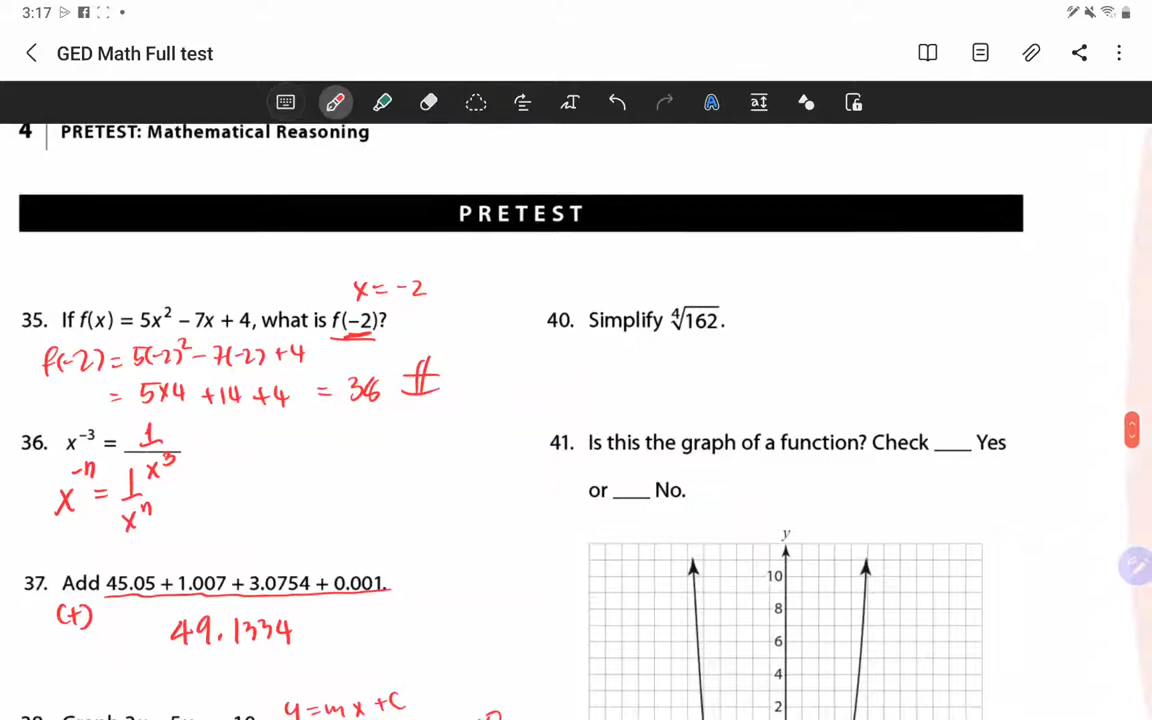 3:17
GED Math Full test
4 PRETEST: Mathematical Reasoning
PRETEST
x = -2
35. If f(x) = 5x² – 7x + 4, what is f(–2)?
f(-2) = 5(-2)² - 7(-2) + 4
= 5x4 + 14 + 4 = 36 #
36. x⁻³ = 1/x³
x⁻ⁿ = 1/xⁿ
37. Add 45.05 + 1.007 + 3.0754 + 0.001.
(+)
49.1334
y = mx + c
40. Simplify ∜162.
41. Is this the graph of a function? Check ____ Yes
or ____ No.
y
10
8
6
4
2